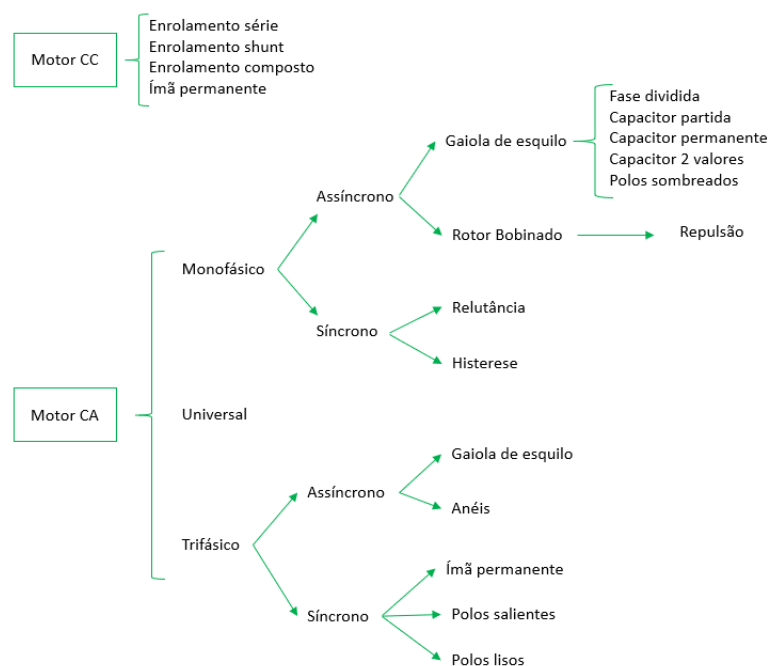 Motor CC
Enrolamento série
Enrolamento shunt
Enrolamento composto
Ímã permanente
Motor CA
Monofásico
Assíncrono
Gaiola de esquilo
Fase dividida
Capacitor partida
Capacitor permanente
Capacitor 2 valores
Polos sombreados
Rotor Bobinado
Repulsão
Síncrono
Relutância
Histerese
Universal
Trifásico
Assíncrono
Gaiola de esquilo
Anéis
Síncrono
Ímã permanente
Polos salientes
Polos lisos